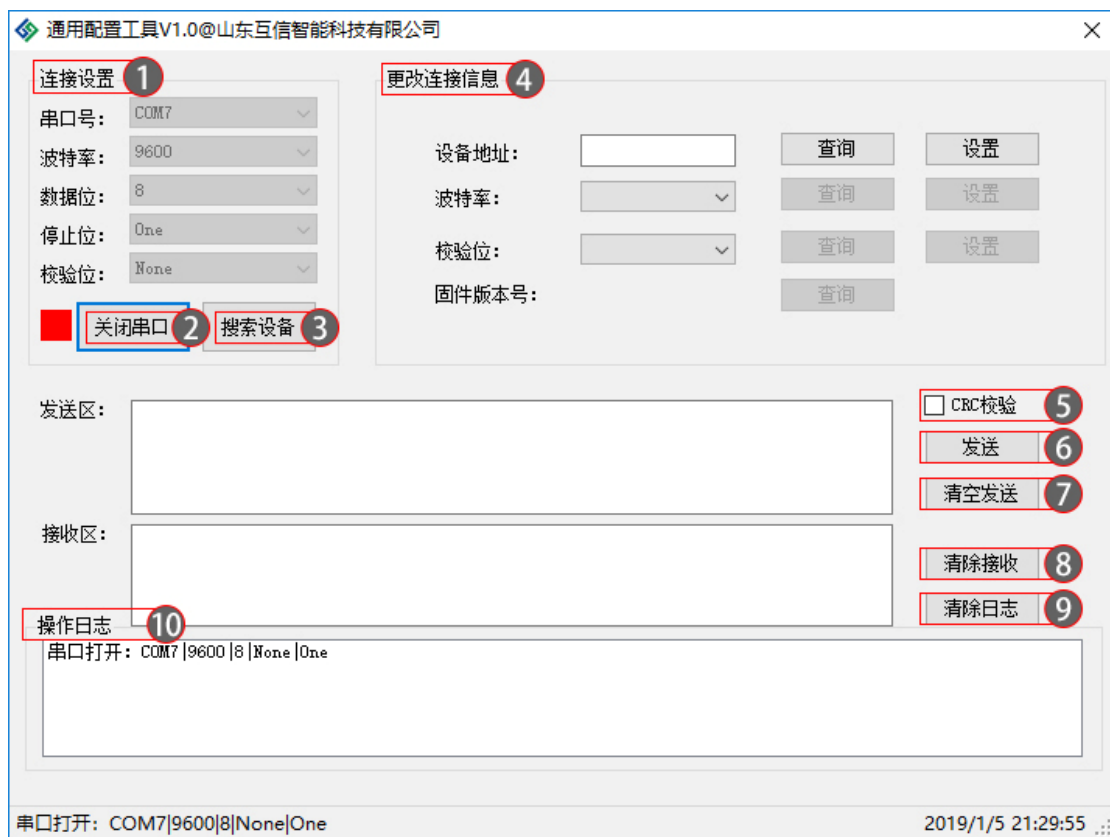 通用配置工具V1.0@山东互信智能科技有限公司
连接设置 1
串口号： COM7
波特率： 9600
数据位： 8
停止位： One
校验位： None
关闭串口 2 搜索设备 3
更改连接信息 4
设备地址： 查询 设置
波特率： 查询 设置
校验位： 查询 设置
固件版本号： 查询
发送区：
CRC校验 5
发送 6
清空发送 7
接收区：
清除接收 8
清除日志 9
操作日志 10
串口打开：COM7|9600|8|None|One
串口打开：COM7|9600|8|None|One 2019/1/5 21:29:55